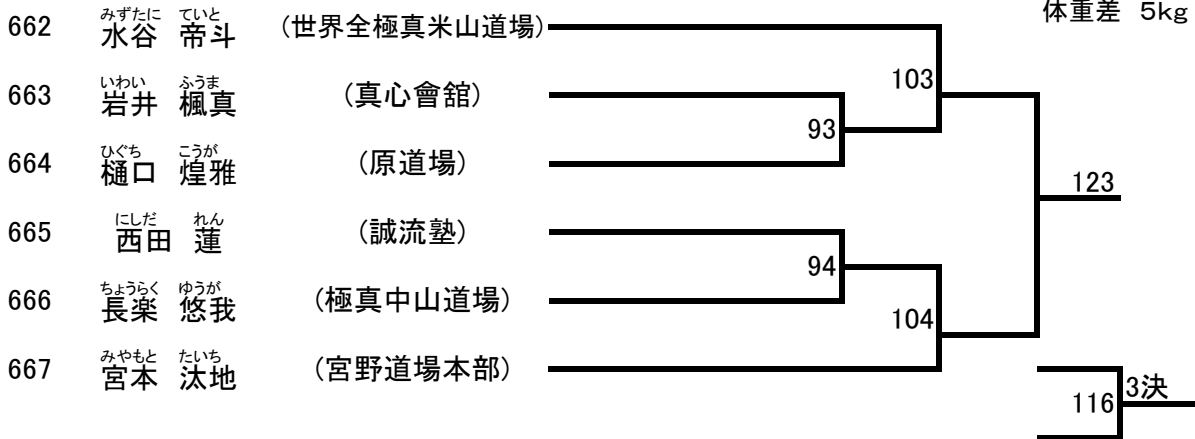 体重差 5kg
みずたに ていと
662 水谷 帝斗 (世界全極真米山道場)
103
いわい ふうま
663 岩井 楓真 (真心會舘)
93
ひぐち こうが
664 樋口 煌雅 (原道場)
123
にしだ れん
665 西田 蓮 (誠流塾)
94
ちょうらく ゆうが
666 長楽 悠我 (極真中山道場)
104
みやもと たいち
667 宮本 汰地 (宮野道場本部)
116 3決